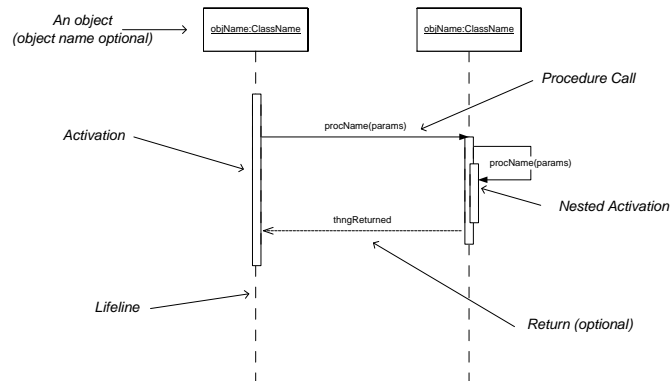 An object
(object name optional)
objName:ClassName
objName:ClassName
Procedure Call
procName(params)
Activation
procName(params)
Nested Activation
thngReturned
Lifeline
Return (optional)